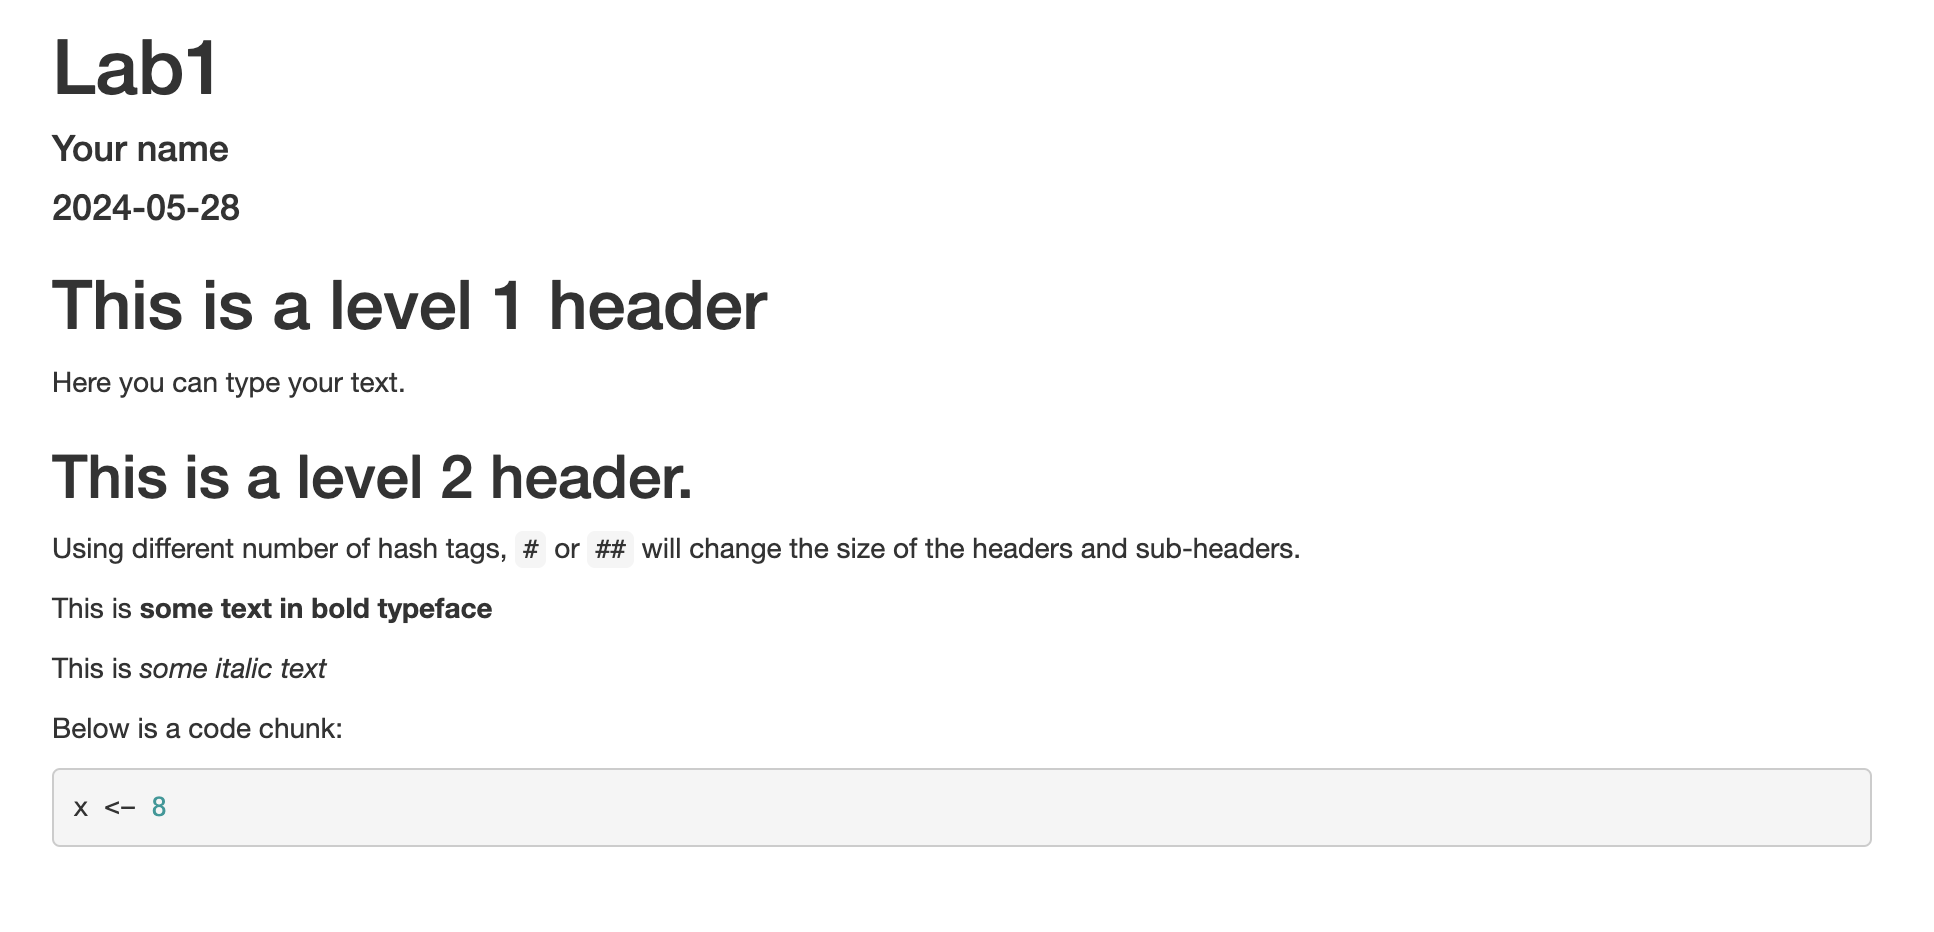 Lab1
Your name
2024-05-28
This is a level 1 header
Here you can type your text.
This is a level 2 header.
Using different number of hash tags, # or ## will change the size of the headers and sub-headers.
This is some text in bold typeface
This is some italic text
Below is a code chunk:
x <- 8